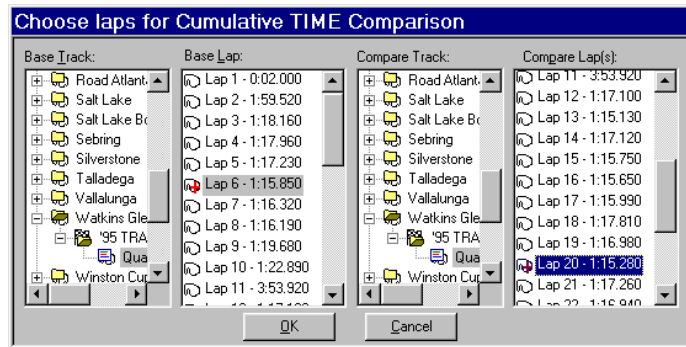 Choose laps for Cumulative TIME Comparison
Base Track:
Road Atlant
Salt Lake
Salt Lake Bo
Sebring
Silverstone
Talladega
Vallalunga
Watkins Gle
'95 TRA
Qua
Winston Cup
Base Lap:
Lap 1 - 0:02.000
Lap 2 - 1:59.520
Lap 3 - 1:18.160
Lap 4 - 1:17.960
Lap 5 - 1:17.230
Lap 6 - 1:15.850
Lap 7 - 1:16.320
Lap 8 - 1:16.190
Lap 9 - 1:19.680
Lap 10 - 1:22.890
Lap 11 - 3:53.920
Compare Track:
Road Atlant
Salt Lake
Salt Lake Bo
Sebring
Silverstone
Talladega
Vallalunga
Watkins Gle
'95 TRA
Qua
Winston Cup
Compare Lap(s):
Lap 11 - 3:53.920
Lap 12 - 1:17.100
Lap 13 - 1:15.130
Lap 14 - 1:17.120
Lap 15 - 1:15.750
Lap 16 - 1:15.650
Lap 17 - 1:15.990
Lap 18 - 1:17.810
Lap 19 - 1:16.980
Lap 20 - 1:15.280
Lap 21 - 1:17.260
Lap 22 - 1:16.940
OK
Cancel